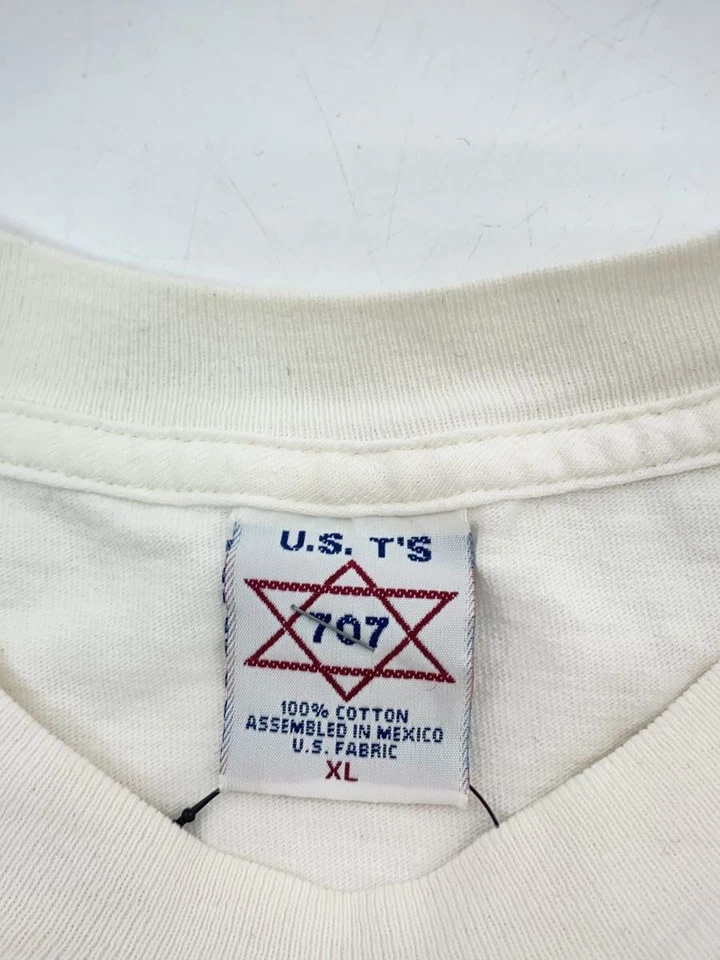 U.S. T'S
707
100% COTTON
ASSEMBLED IN MEXICO
U.S. FABRIC
XL